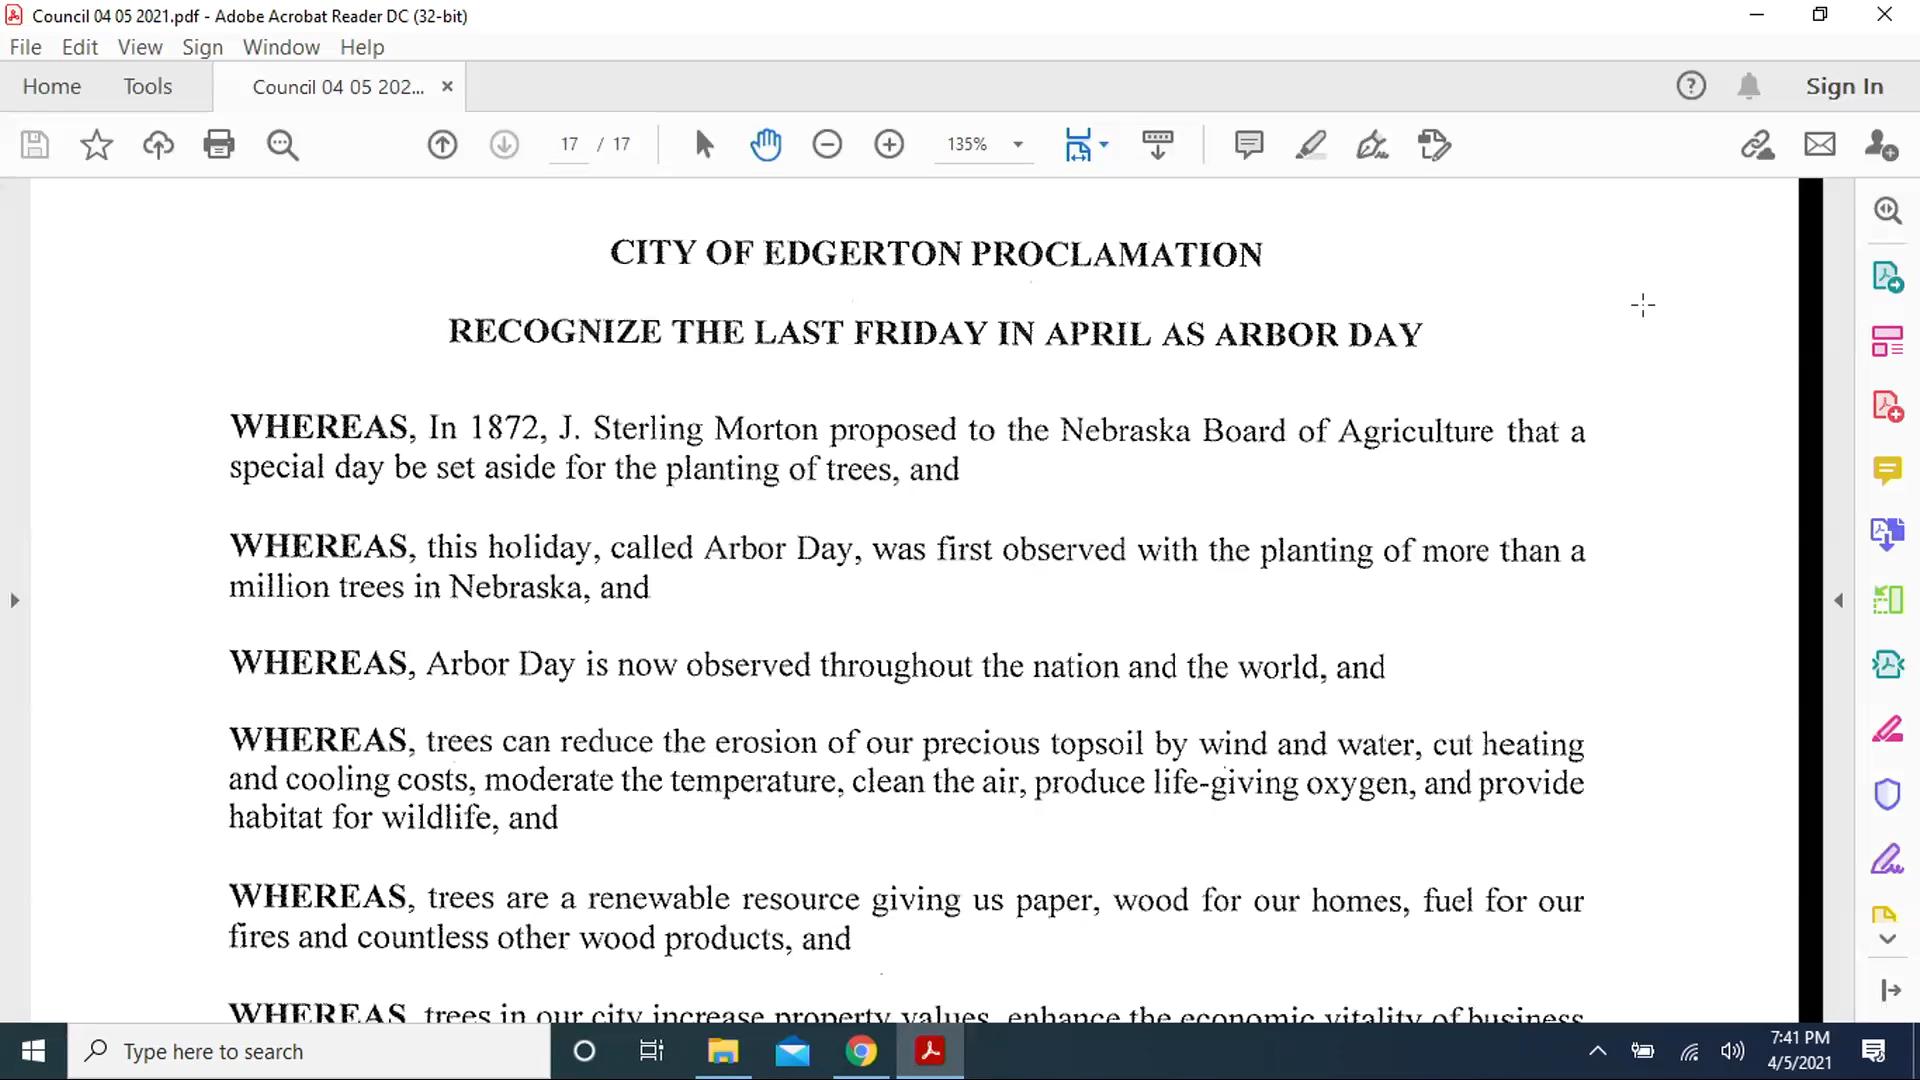 Council 04 05 2021.pdf - Adobe Acrobat Reader DC (32-bit)
File Edit View Sign Window Help
Home Tools Council 04 05 202... × Sign In
17 / 17 135%
CITY OF EDGERTON PROCLAMATION
RECOGNIZE THE LAST FRIDAY IN APRIL AS ARBOR DAY
WHEREAS, In 1872, J. Sterling Morton proposed to the Nebraska Board of Agriculture that a
special day be set aside for the planting of trees, and
WHEREAS, this holiday, called Arbor Day, was first observed with the planting of more than a
million trees in Nebraska, and
WHEREAS, Arbor Day is now observed throughout the nation and the world, and
WHEREAS, trees can reduce the erosion of our precious topsoil by wind and water, cut heating
and cooling costs, moderate the temperature, clean the air, produce life-giving oxygen, and provide
habitat for wildlife, and
WHEREAS, trees are a renewable resource giving us paper, wood for our homes, fuel for our
fires and countless other wood products, and
WHEREAS, trees in our city increase property values, enhance the economic vitality of business
Type here to search
7:41 PM
4/5/2021